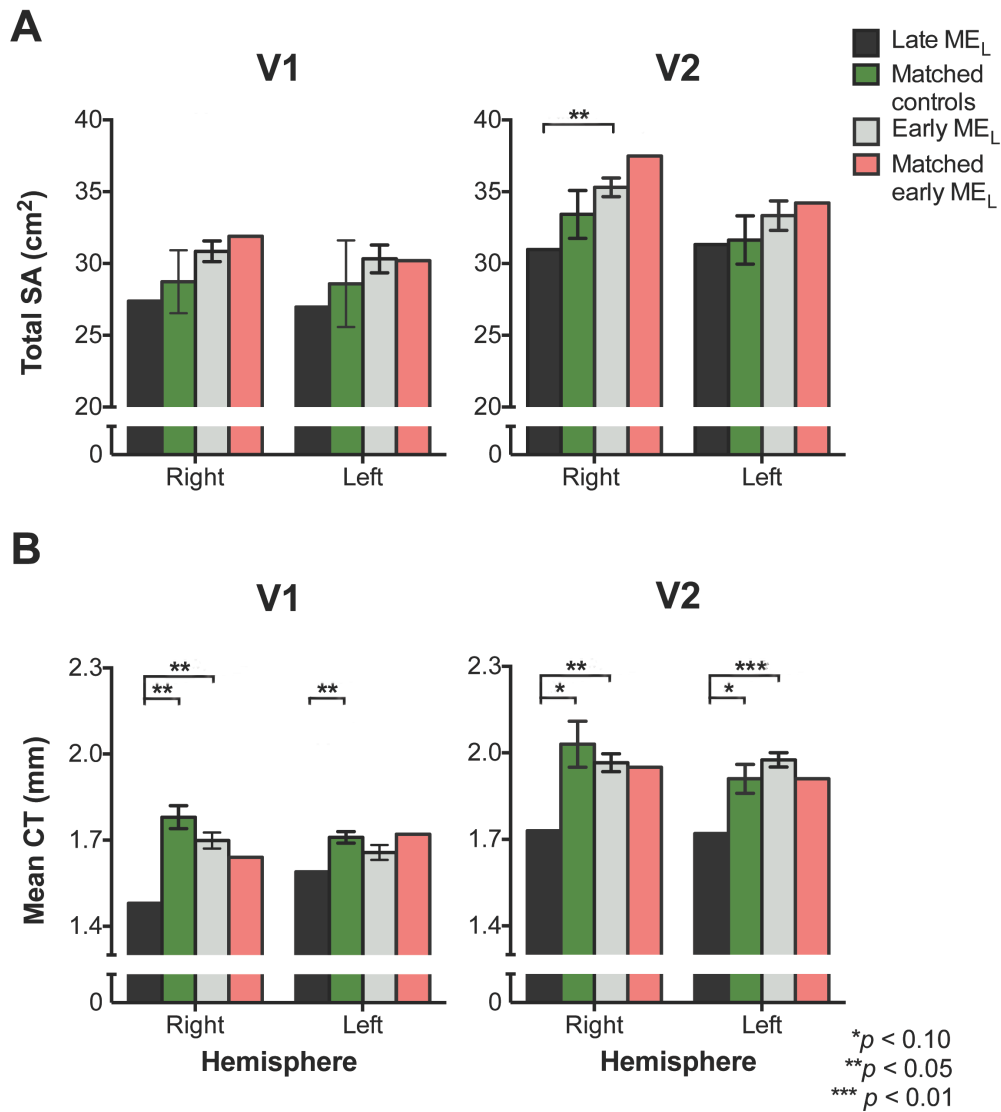 A
V1
V2
Late ME_L
Matched
controls
Early ME_L
Matched
early ME_L
Total SA (cm²)
40
35
30
25
20
0
Right
Left
40
35
30
25
20
0
**
Right
Left
B
V1
V2
Mean CT (mm)
2.3
2.0
1.7
1.4
0
**
**
**
Right
Left
Hemisphere
2.3
2.0
1.7
1.4
0
**
*
***
*
Right
Left
Hemisphere
*p < 0.10
**p < 0.05
*** p < 0.01